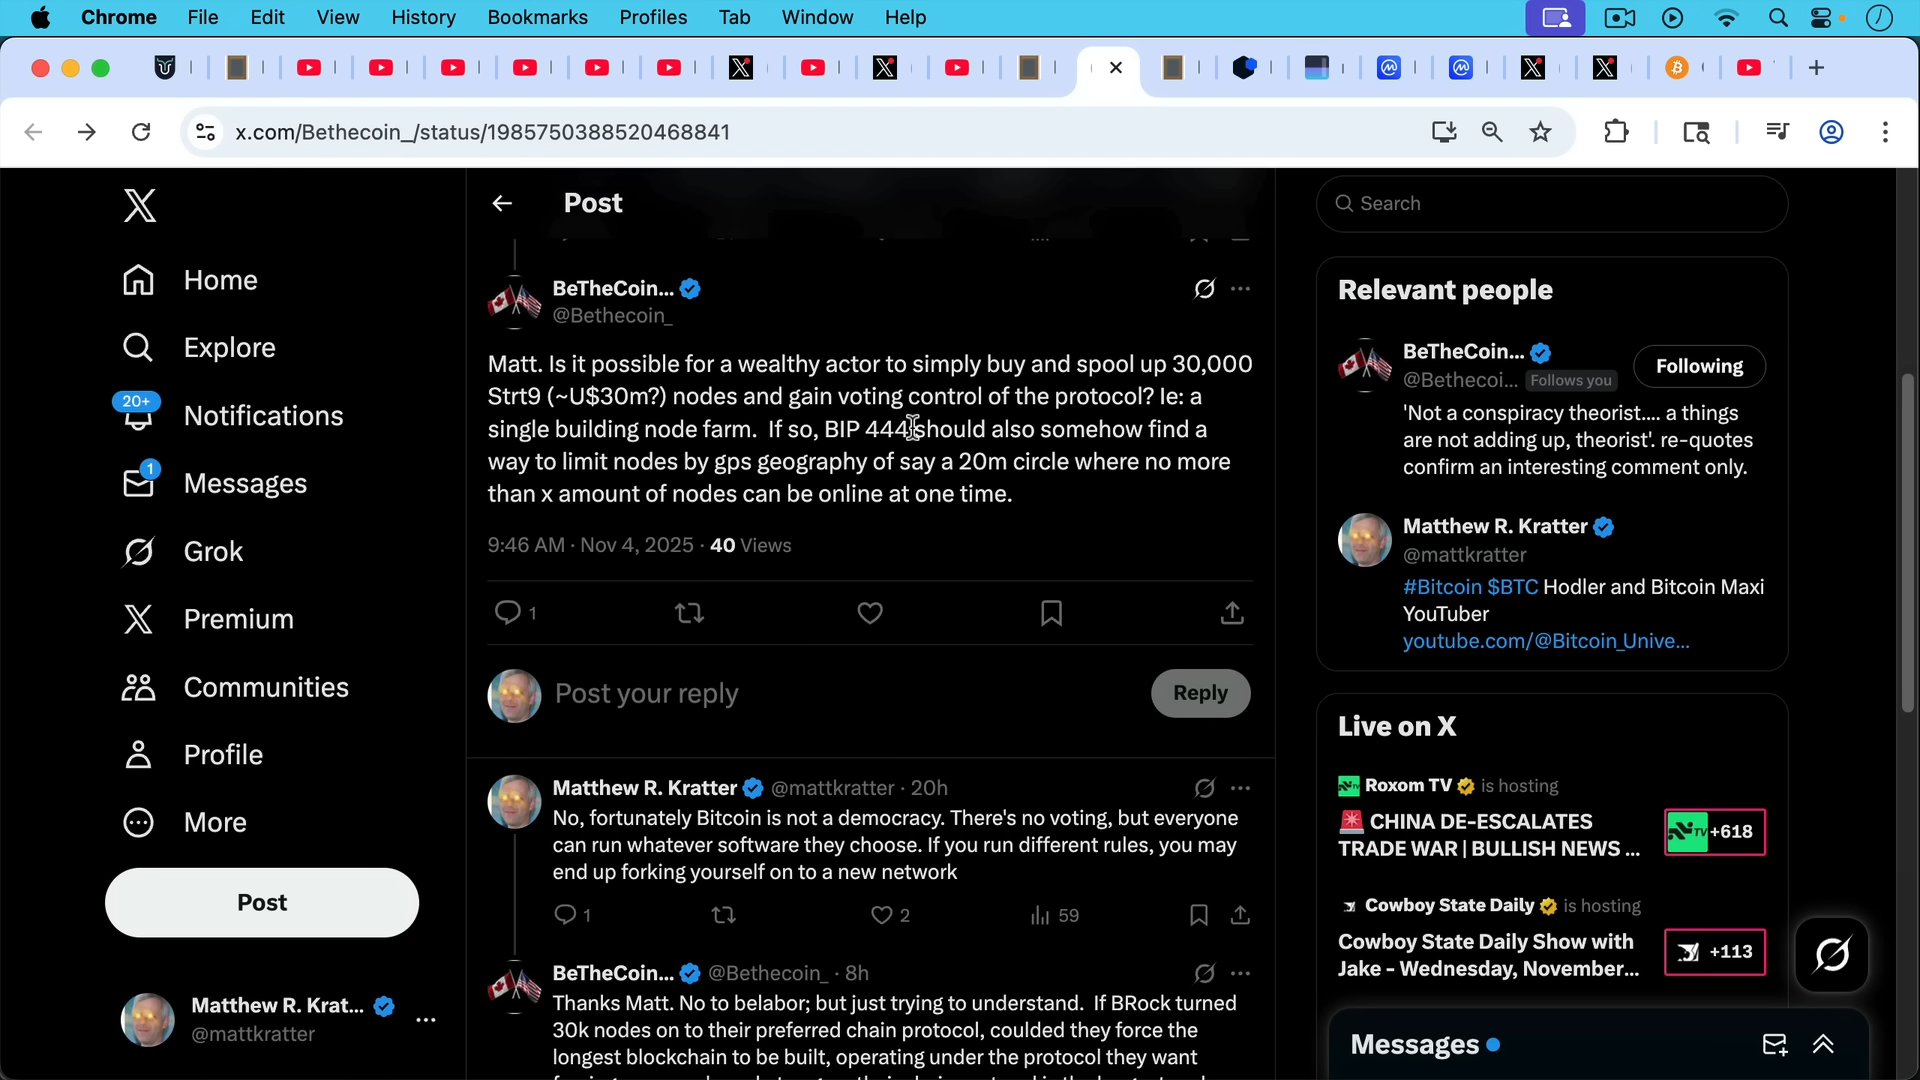 Chrome File Edit View History Bookmarks Profiles Tab Window Help
x.com/Bethecoin_/status/1985750388520468841
Home
Explore
20+
Notifications
1
Messages
Grok
Premium
Communities
Profile
More
Post
Matthew R. Krat...
@mattkratter
Post
BeTheCoin...
@Bethecoin_
Matt. Is it possible for a wealthy actor to simply buy and spool up 30,000
Strt9 (~U$30m?) nodes and gain voting control of the protocol? Ie: a
single building node farm.  If so, BIP 444 should also somehow find a
way to limit nodes by gps geography of say a 20m circle where no more
than x amount of nodes can be online at one time.
9:46 AM · Nov 4, 2025 · 40 Views
1
Post your reply
Reply
Matthew R. Kratter @mattkratter · 20h
No, fortunately Bitcoin is not a democracy. There's no voting, but everyone
can run whatever software they choose. If you run different rules, you may
end up forking yourself on to a new network
1 2 59
BeTheCoin... @Bethecoin_ · 8h
Thanks Matt. No to belabor; but just trying to understand.  If BRock turned
30k nodes on to their preferred chain protocol, coulded they force the
longest blockchain to be built, operating under the protocol they want
Search
Relevant people
BeTheCoin...
@Bethecoi... Follows you
Following
'Not a conspiracy theorist.... a things
are not adding up, theorist'. re-quotes
confirm an interesting comment only.
Matthew R. Kratter
@mattkratter
#Bitcoin $BTC Hodler and Bitcoin Maxi
YouTuber
youtube.com/@Bitcoin_Unive...
Live on X
Roxom TV is hosting
🚨 CHINA DE-ESCALATES
TRADE WAR | BULLISH NEWS ...
TV +618
Cowboy State Daily is hosting
Cowboy State Daily Show with
Jake - Wednesday, November...
+113
Messages